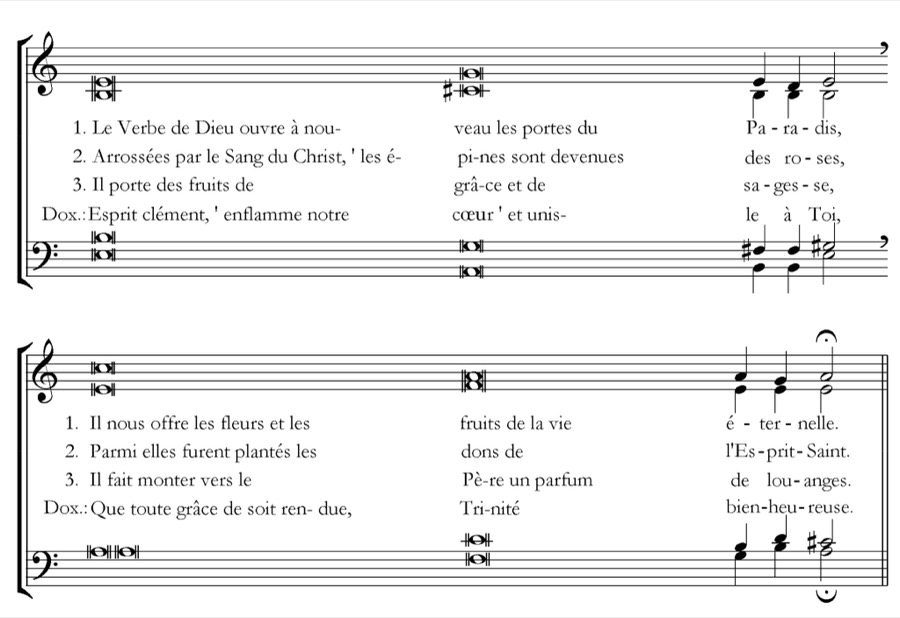 1. Le Verbe de Dieu ouvre à nou- veau les portes du Pa - ra - dis,
2. Arrossées par le Sang du Christ, ' les é- pi-nes sont devenues des ro - ses,
3. Il porte des fruits de grâ-ce et de sa - ges - se,
Dox.: Esprit clément, ' enflamme notre cœur ' et unis- le à Toi,
1. Il nous offre les fleurs et les fruits de la vie é - ter - nelle.
2. Parmi elles furent plantés les dons de l'Es - prit - Saint.
3. Il fait monter vers le Pè-re un parfum de lou - anges.
Dox.: Que toute grâce de soit ren- due, Tri-nité bien-heu - reuse.